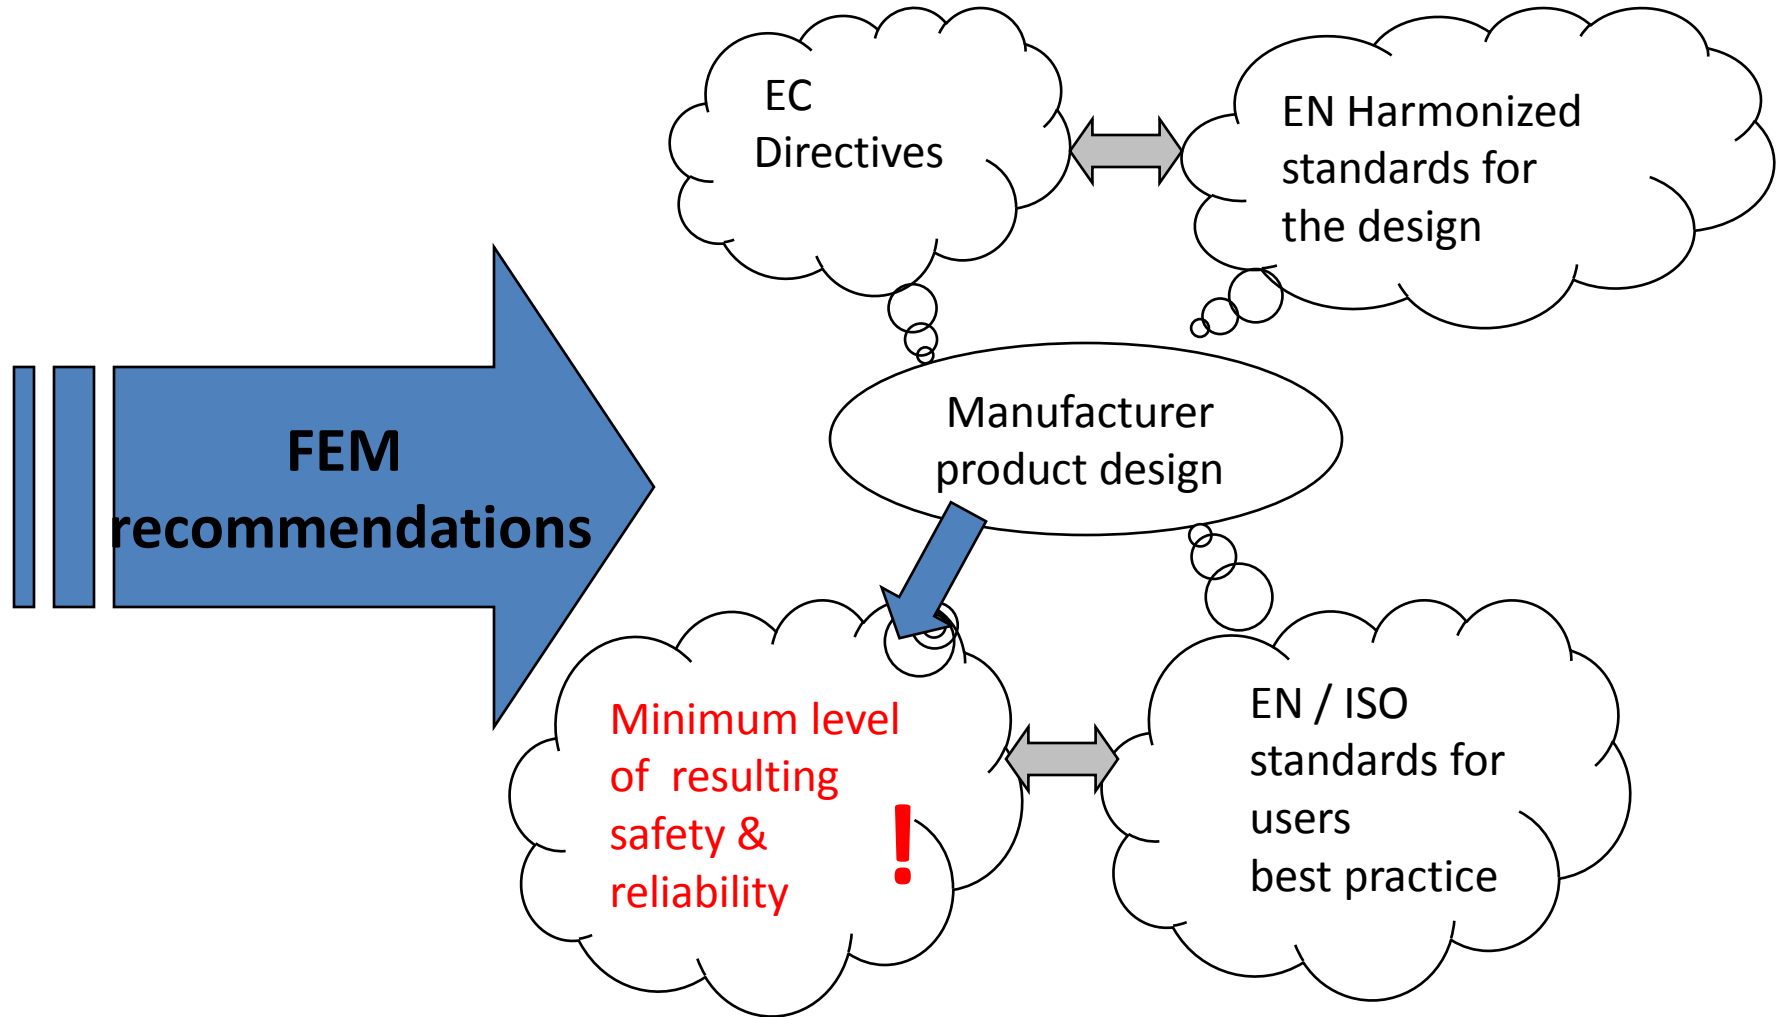 EC
Directives
EN Harmonized
standards for
the design
Manufacturer
product design
FEM
recommendations
Minimum level
of resulting
safety &
reliability
!
EN / ISO
standards for
users
best practice